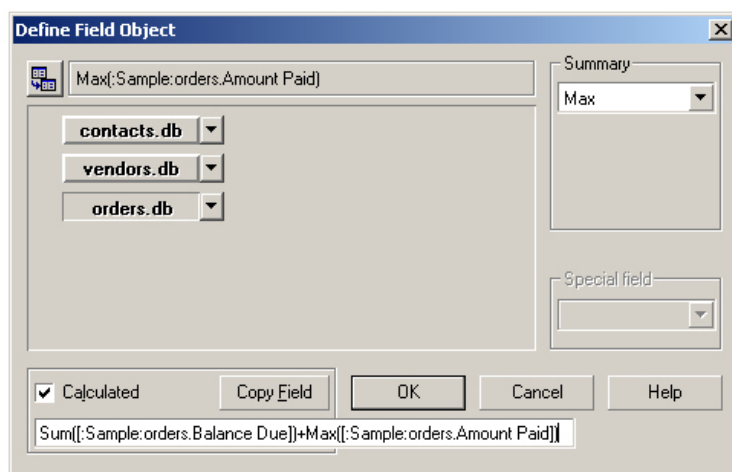 Define Field Object
Max(:Sample:orders.Amount Paid)
Summary
Max
contacts.db
vendors.db
orders.db
Special field
Calculated
Copy Field
OK
Cancel
Help
Sum([:Sample:orders.Balance Due])+Max([:Sample:orders.Amount Paid])